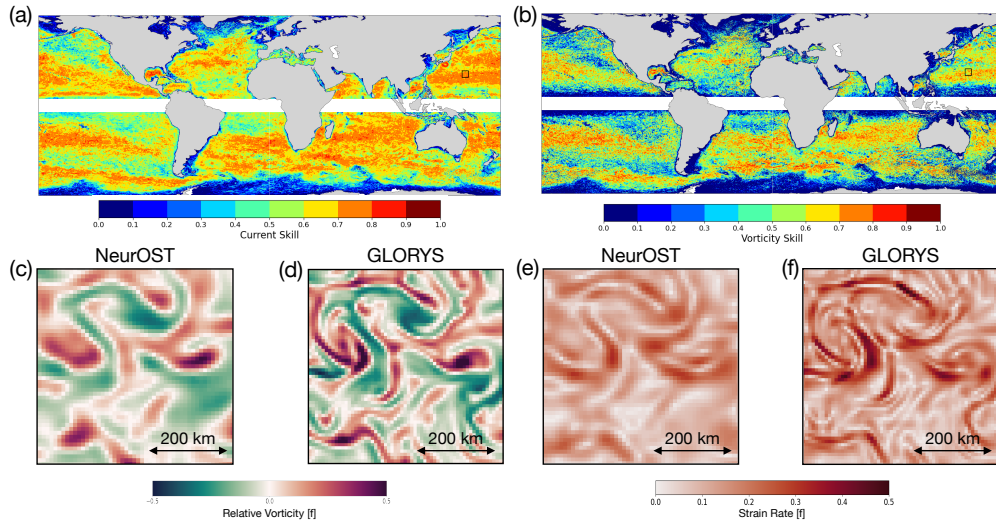 (a)
(b)
0.0 0.1 0.2 0.3 0.4 0.5 0.6 0.7 0.8 0.9 1.0
Current Skill
0.0 0.1 0.2 0.3 0.4 0.5 0.6 0.7 0.8 0.9 1.0
Vorticity Skill
(c) NeurOST
(d) GLORYS
(e) NeurOST
(f) GLORYS
200 km
200 km
200 km
200 km
−0.5 0.0 0.5
Relative Vorticity [f]
0.0 0.1 0.2 0.3 0.4 0.5
Strain Rate [f]